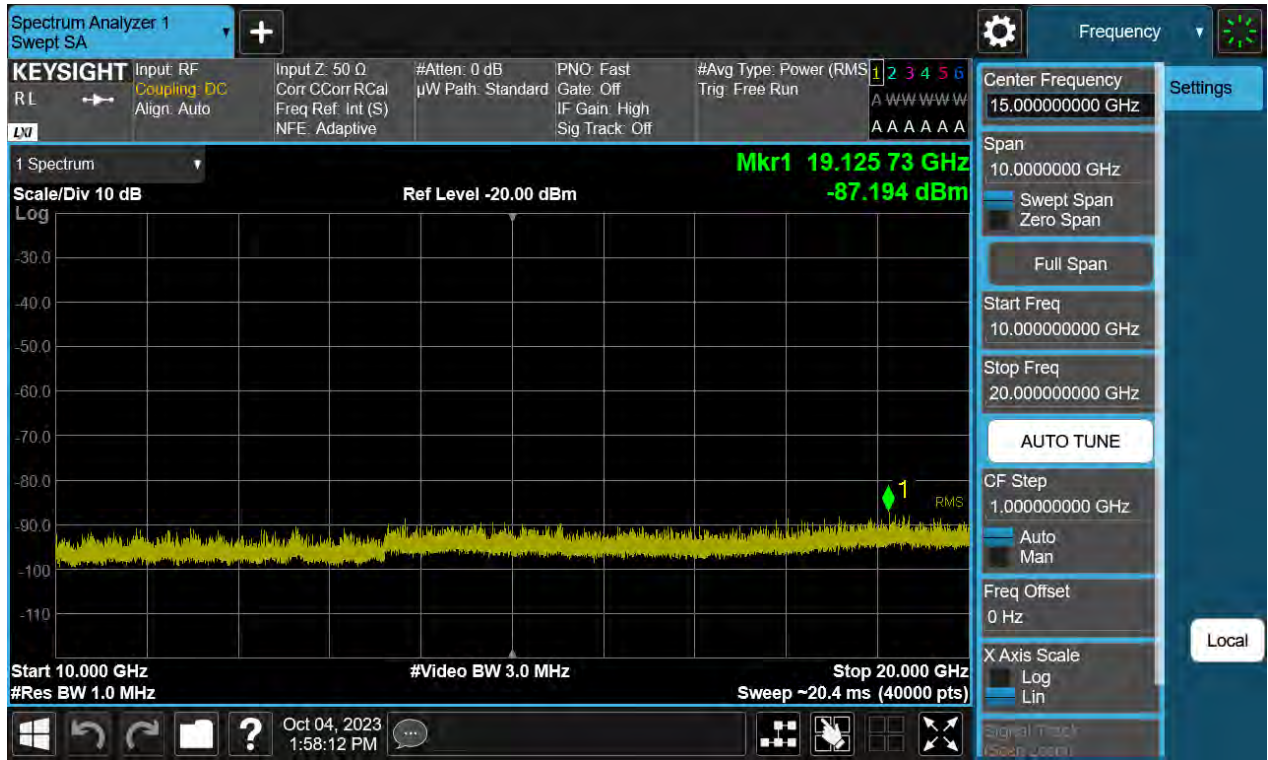 Spectrum Analyzer 1
Swept SA
+
Frequency
KEYSIGHT
RL
LXI
Input: RF
Coupling: DC
Align: Auto
Input Z: 50 Ω
Corr CCorr RCal
Freq Ref: Int (S)
NFE: Adaptive
#Atten: 0 dB
µW Path: Standard
PNO: Fast
Gate: Off
IF Gain: High
Sig Track: Off
#Avg Type: Power (RMS
Trig: Free Run
1 2 3 4 5 6
A W W W W W
A A A A A A
Center Frequency
15.000000000 GHz
Settings
Span
10.0000000 GHz
Swept Span
Zero Span
Full Span
Start Freq
10.000000000 GHz
Stop Freq
20.000000000 GHz
AUTO TUNE
CF Step
1.000000000 GHz
Auto
Man
Freq Offset
0 Hz
X Axis Scale
Log
Lin
Signal Track
(Span Zoom)
Local
1 Spectrum
Mkr1 19.125 73 GHz
Scale/Div 10 dB
Ref Level -20.00 dBm
-87.194 dBm
Log
-30.0
-40.0
-50.0
-60.0
-70.0
-80.0
-90.0
-100
-110
1
RMS
Start 10.000 GHz
#Video BW 3.0 MHz
Stop 20.000 GHz
#Res BW 1.0 MHz
Sweep ~20.4 ms (40000 pts)
?
Oct 04, 2023
1:58:12 PM